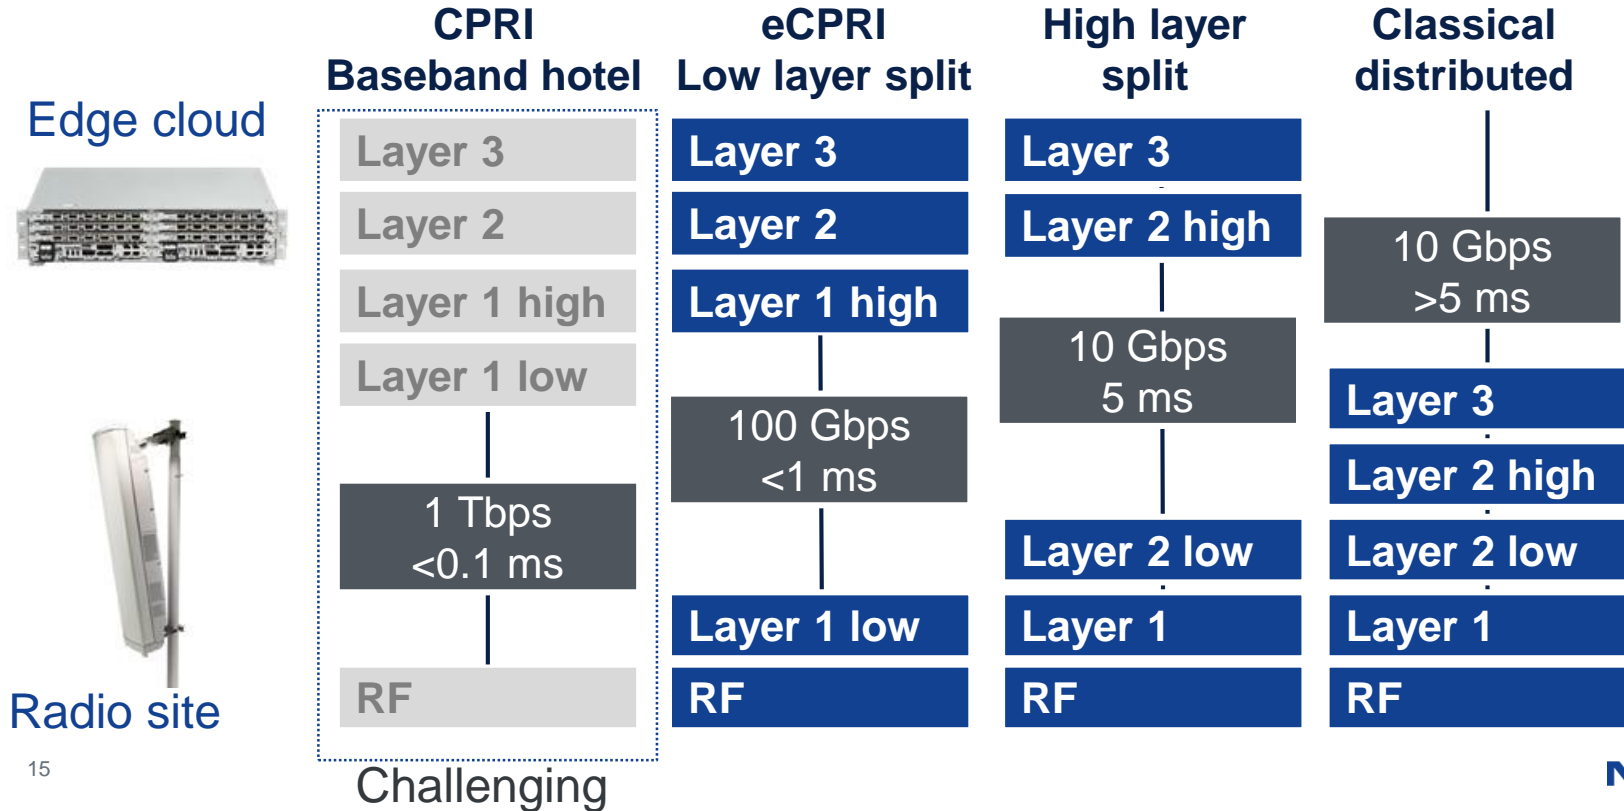 CPRI
Baseband hotel
eCPRI
Low layer split
High layer
split
Classical
distributed
Edge cloud
Radio site
Layer 3
Layer 2
Layer 1 high
Layer 1 low
1 Tbps
<0.1 ms
RF
Challenging
Layer 3
Layer 2
Layer 1 high
100 Gbps
<1 ms
Layer 1 low
RF
Layer 3
Layer 2 high
10 Gbps
5 ms
Layer 2 low
Layer 1
RF
10 Gbps
>5 ms
Layer 3
Layer 2 high
Layer 2 low
Layer 1
RF
15